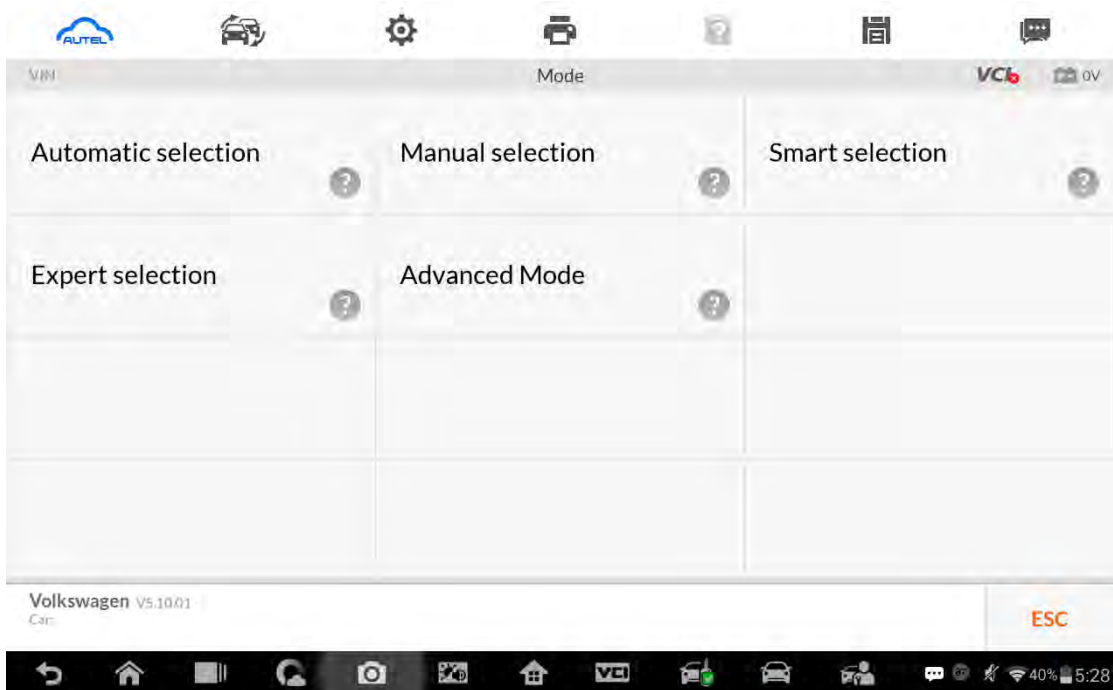 AUTEL
VIN Mode VCI 0V
Automatic selection Manual selection Smart selection
Expert selection Advanced Mode
Volkswagen V5.10.01
Car:
ESC
VCI 40% 5:28